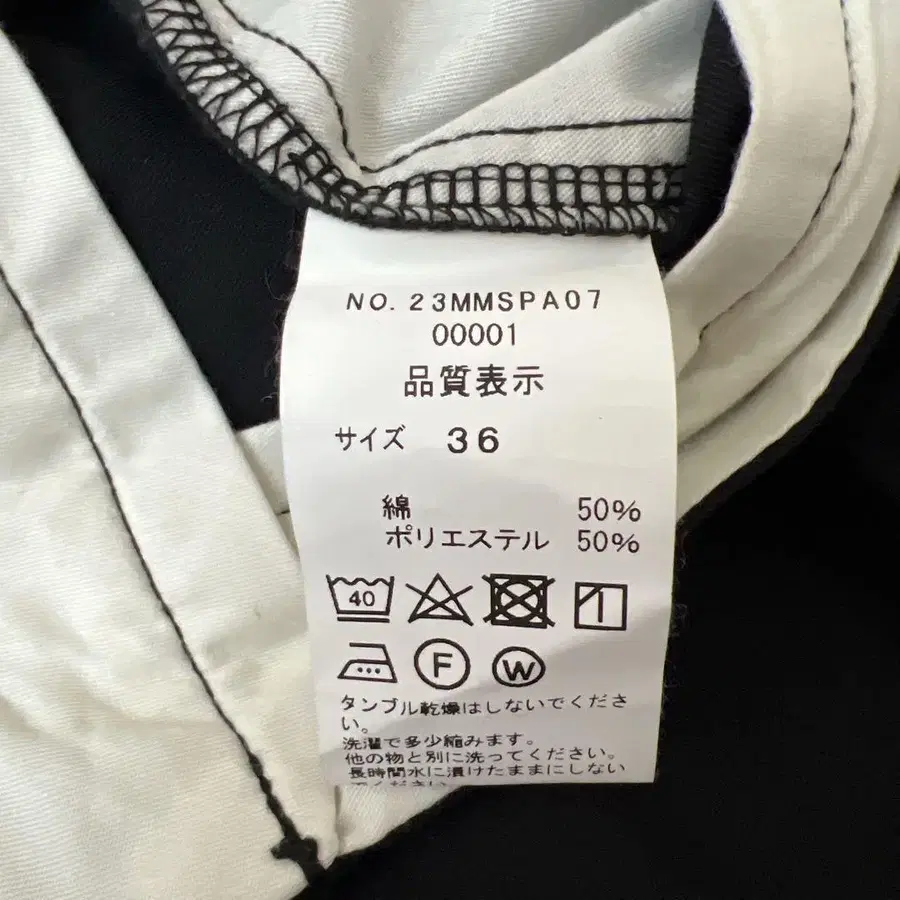 NO. 23MMSPA07
00001
品質表示
サイズ 36
綿 50%
ポリエステル 50%
40
F W
タンブル乾燥はしないでくださ
い。
洗濯で多少縮みます。
他の物と別に洗ってください。
長時間水に漬けたままにしない